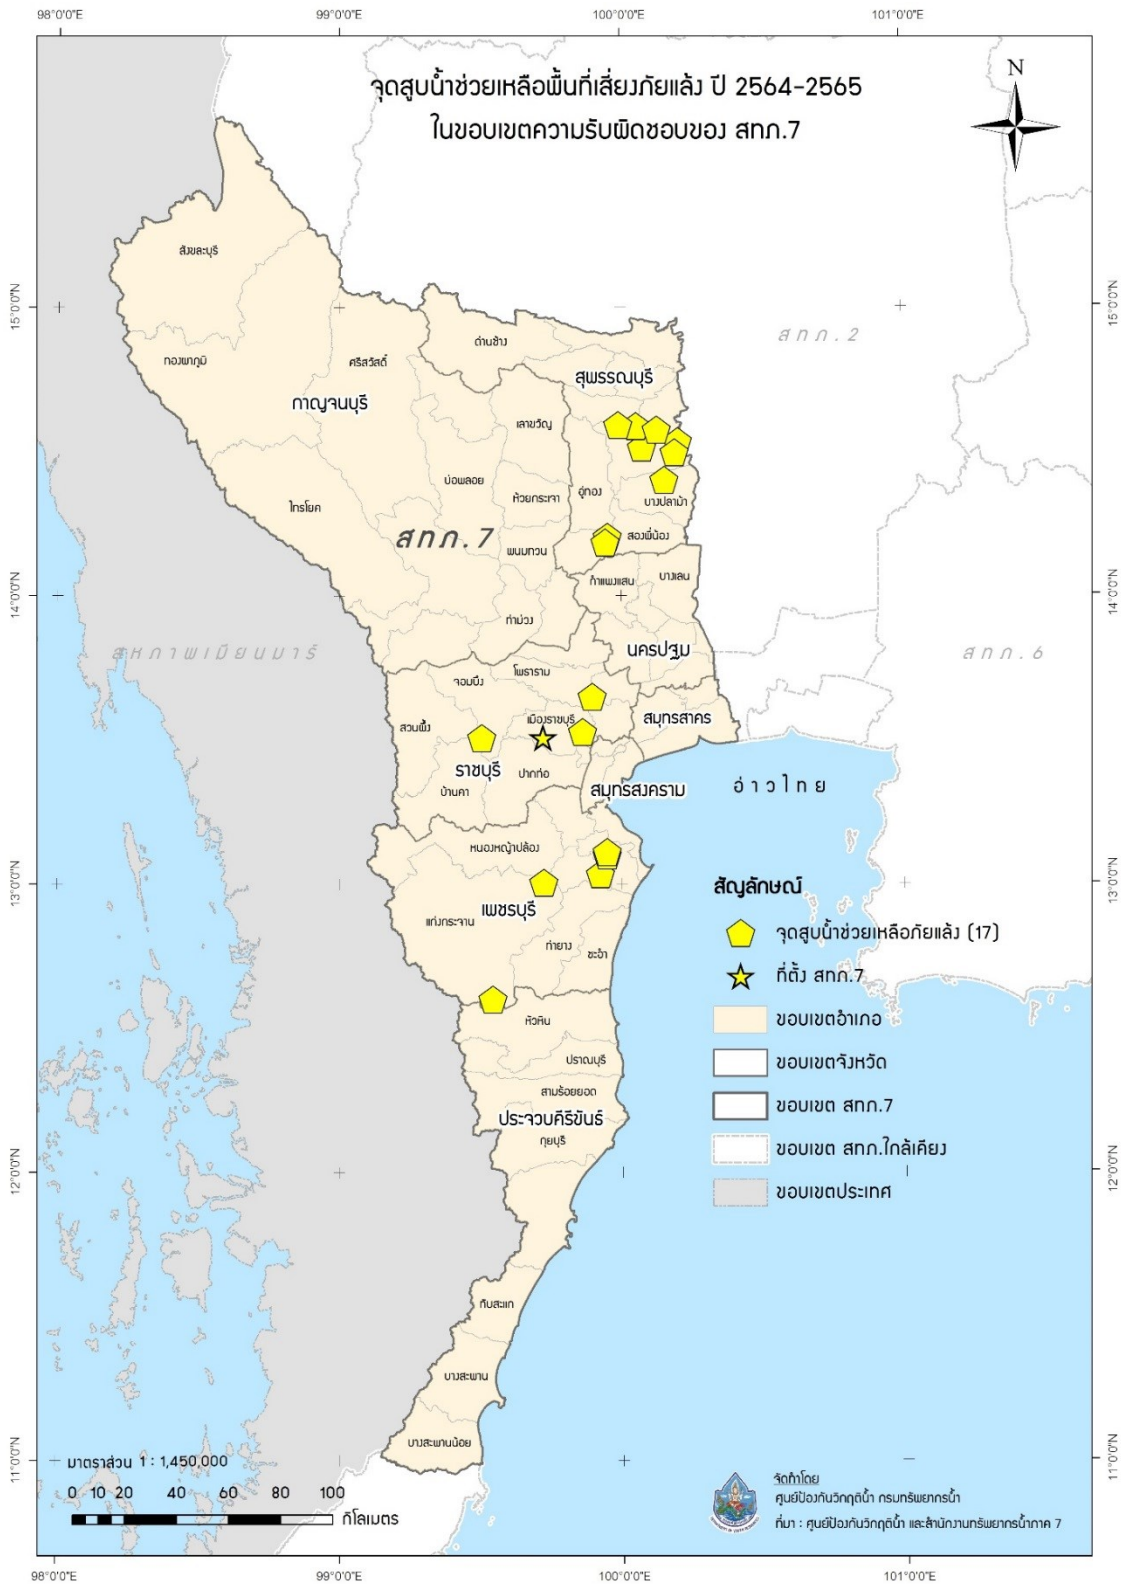 98°0'0"E 99°0'0"E 100°0'0"E 101°0'0"E
จุดสูบน้ำช่วยเหลือพื้นที่เสี่ยงภัยแล้ง ปี 2564-2565
ในขอบเขตความรับผิดชอบของ สทภ.7
N
สังขละบุรี
15°0'0"N
15°0'0"N
ด่านช้าง
สทภ.2
ทองผาภูมิ
ศรีสวัสดิ์
สุพรรณบุรี
กาญจนบุรี
เลาขวัญ
บ่อพลอย
อู่ทอง
ห้วยกระเจา
บางปลาม้า
ไทรโยค
สทภ.7
สองพี่น้อง
พนมทวน
กำแพงแสน
บางเลน
14°0'0"N
14°0'0"N
ท่าม่วง
สหภาพเมียนมาร์
นครปฐม
สทภ.6
จอมบึง
โพธาราม
สวนผึ้ง
เมืองราชบุรี
สมุทรสาคร
ราชบุรี
ปากท่อ
บ้านคา
สมุทรสงคราม
อ่าวไทย
หนองหญ้าปล้อง
13°0'0"N
13°0'0"N
เพชรบุรี
แก่งกระจาน
ท่ายาง
ชะอำ
สัญลักษณ์
จุดสูบน้ำช่วยเหลือภัยแล้ง (17)
ที่ตั้ง สทภ.7
ขอบเขตอำเภอ
ขอบเขตจังหวัด
ขอบเขต สทภ.7
ขอบเขต สทภ.ใกล้เคียง
ขอบเขตประเทศ
หัวหิน
ปราณบุรี
สามร้อยยอด
ประจวบคีรีขันธ์
กุยบุรี
12°0'0"N
12°0'0"N
ทับสะแก
บางสะพาน
บางสะพานน้อย
11°0'0"N
11°0'0"N
มาตราส่วน 1 : 1,450,000
0 10 20 40 60 80 100
กิโลเมตร
จัดทำโดย
ศูนย์ป้องกันวิกฤติน้ำ กรมทรัพยากรน้ำ
ที่มา : ศูนย์ป้องกันวิกฤติน้ำ และสำนักงานทรัพยากรน้ำภาค 7
98°0'0"E 99°0'0"E 100°0'0"E 101°0'0"E